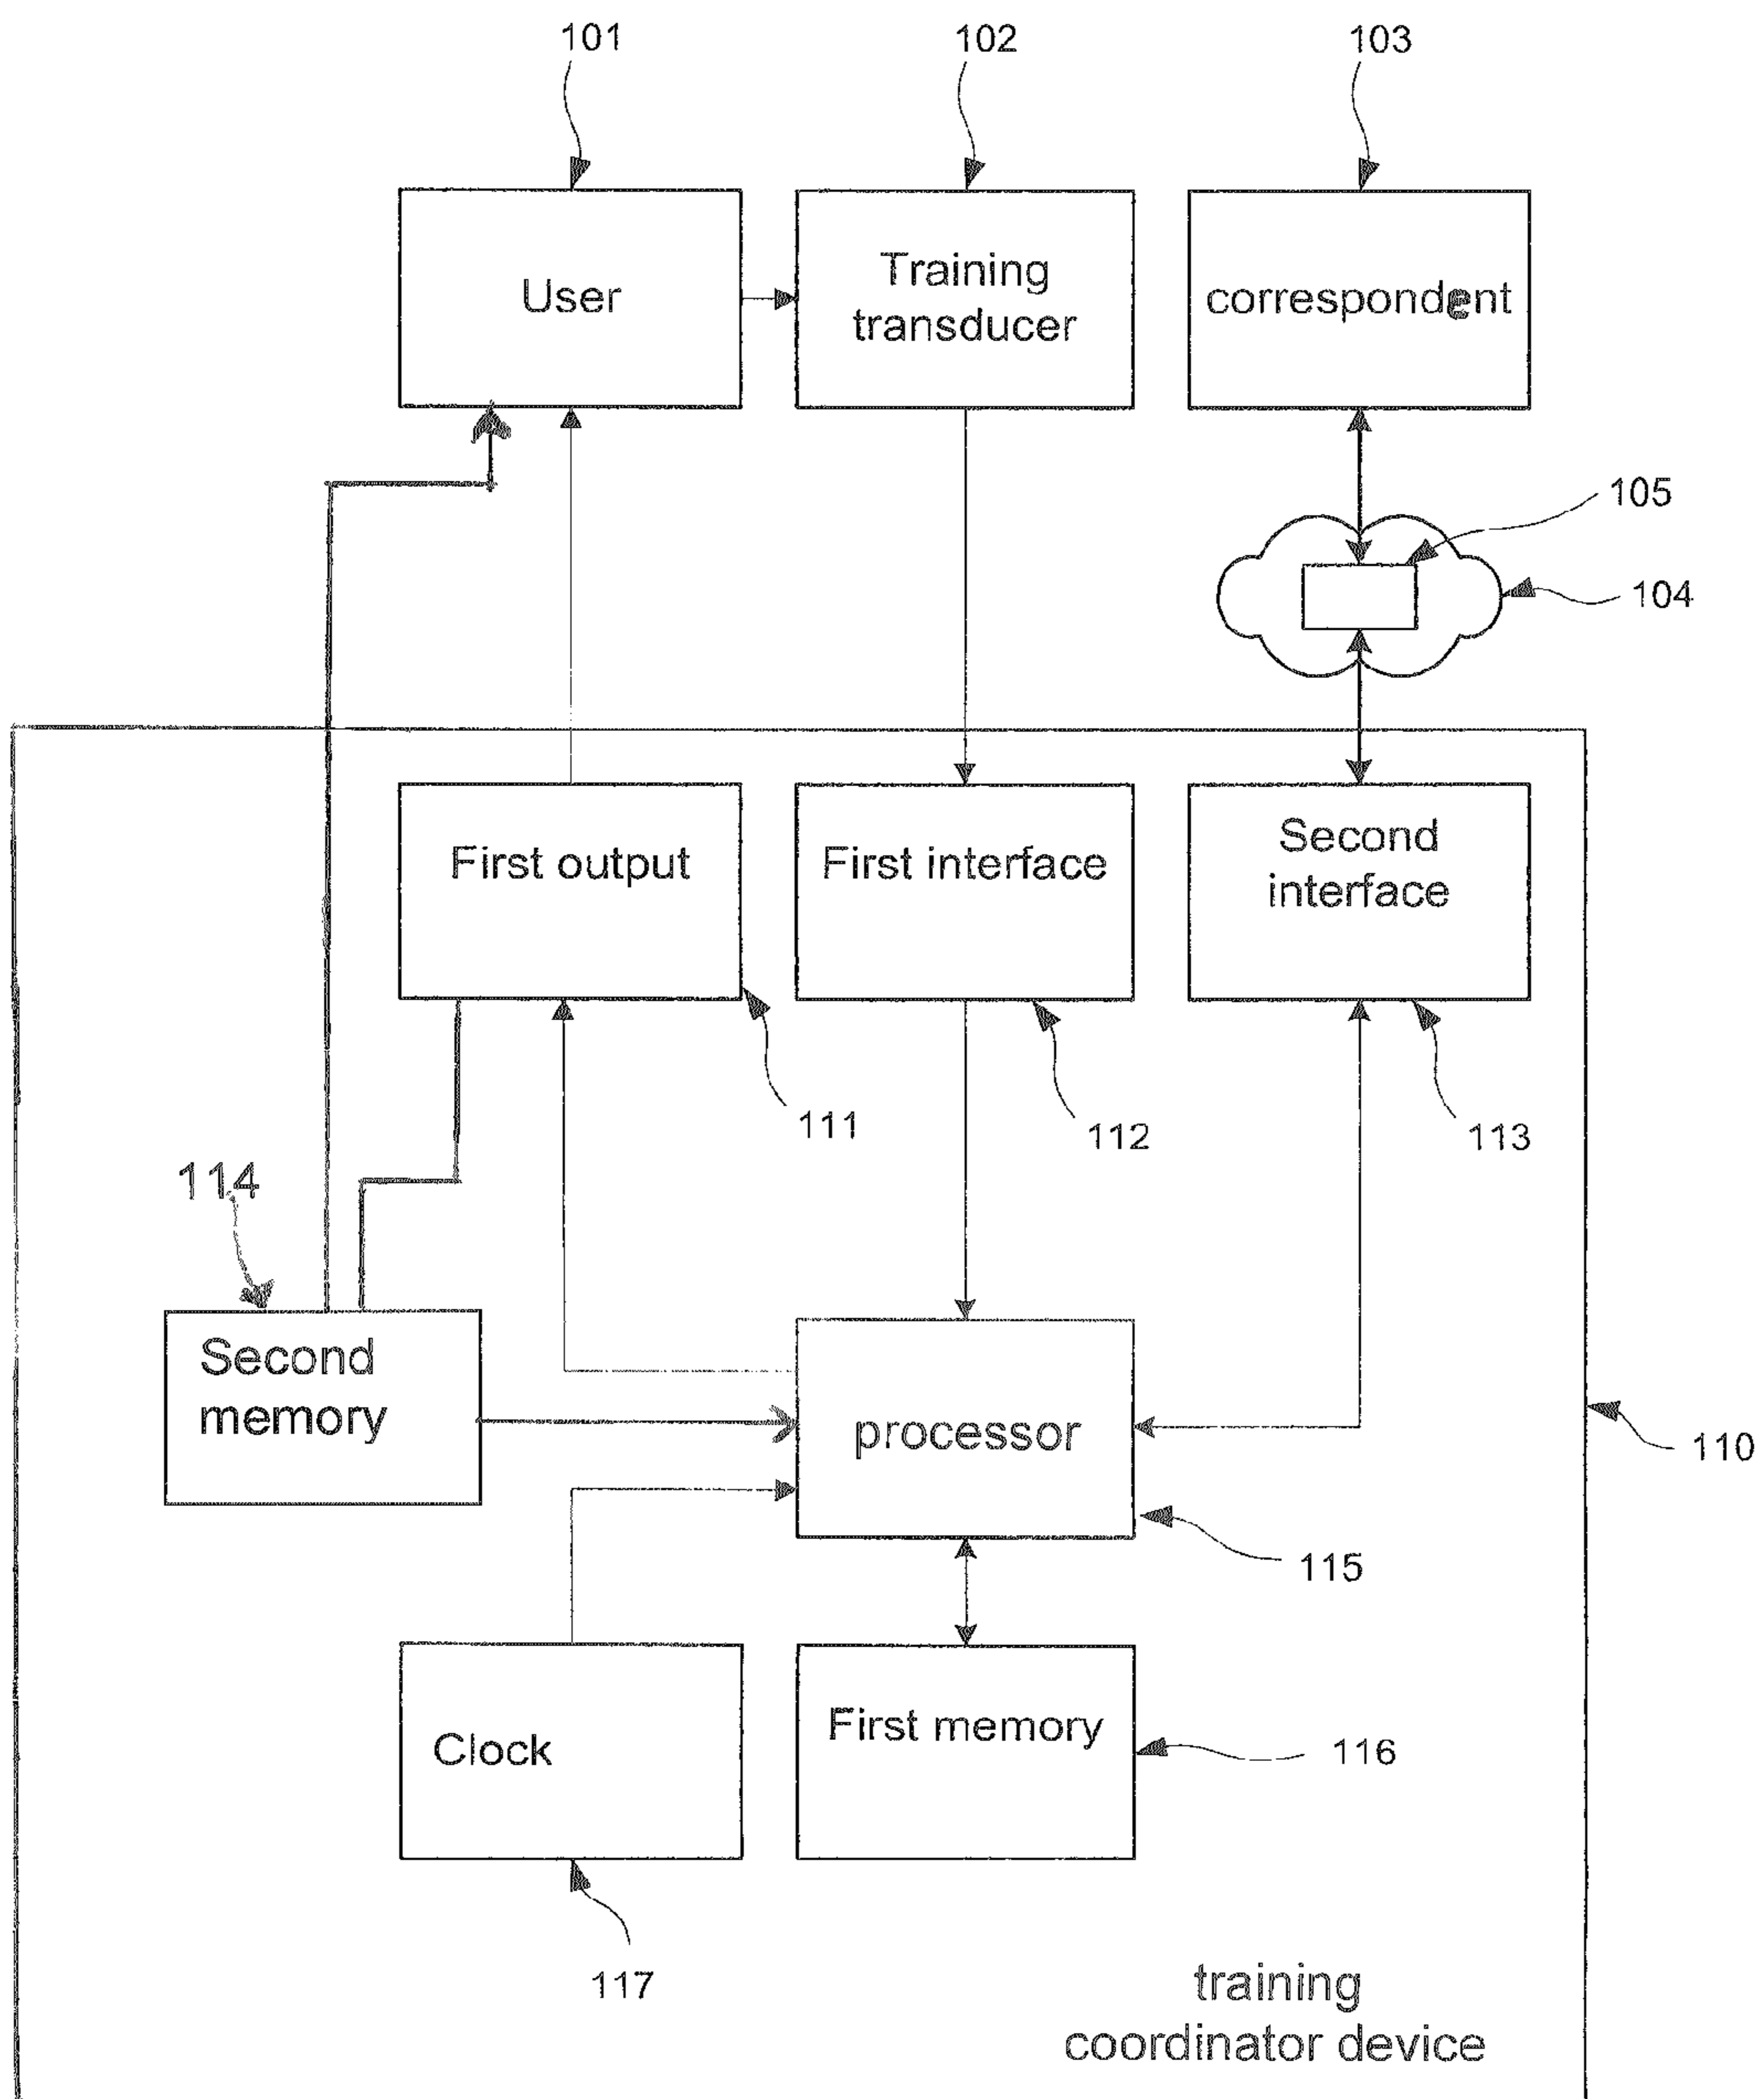 101
102
103
User
Training
transducer
correspondent
105
104
First output
First interface
Second
interface
111
112
113
114
Second
memory
processor
110
115
Clock
First memory
116
117
training
coordinator device